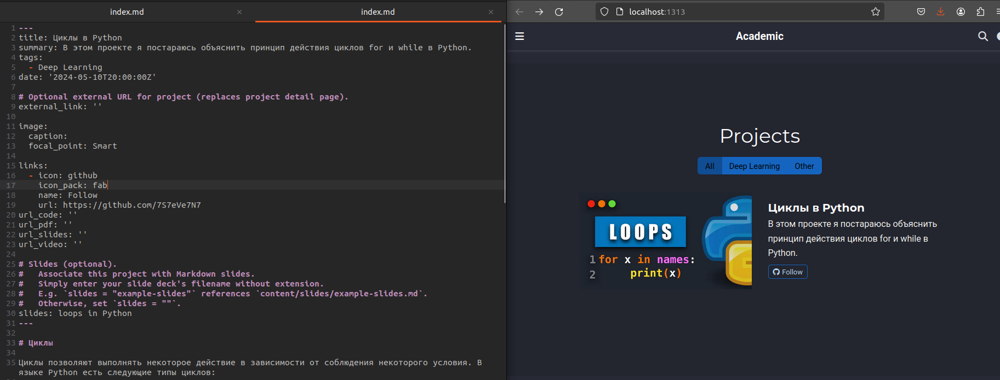 index.md
index.md
1 ---
2 title: Циклы в Python
3 summary: В этом проекте я постараюсь объяснить принцип действия циклов for и while в Python.
4 tags:
5   - Deep Learning
6 date: '2024-05-10T20:00:00Z'
7
8 # Optional external URL for project (replaces project detail page).
9 external_link: ''
10
11 image:
12   caption:
13   focal_point: Smart
14
15 links:
16   - icon: github
17     icon_pack: fab
18     name: Follow
19     url: https://github.com/7S7eVe7N7
20 url_code: ''
21 url_pdf: ''
22 url_slides: ''
23 url_video: ''
24
25 # Slides (optional).
26 #   Associate this project with Markdown slides.
27 #   Simply enter your slide deck's filename without extension.
28 #   E.g. `slides = "example-slides"` references `content/slides/example-slides.md`.
29 #   Otherwise, set `slides = ""`.
30 slides: loops in Python
31 ---
32
33 # Циклы
34
35 Циклы позволяют выполнять некоторое действие в зависимости от соблюдения некоторого условия. В
языке Python есть следующие типы циклов:
localhost:1313
Academic
Projects
All Deep Learning Other
LOOPS
1 for x in names:
2 print(x)
Циклы в Python
В этом проекте я постараюсь объяснить
принцип действия циклов for и while в
Python.
Follow